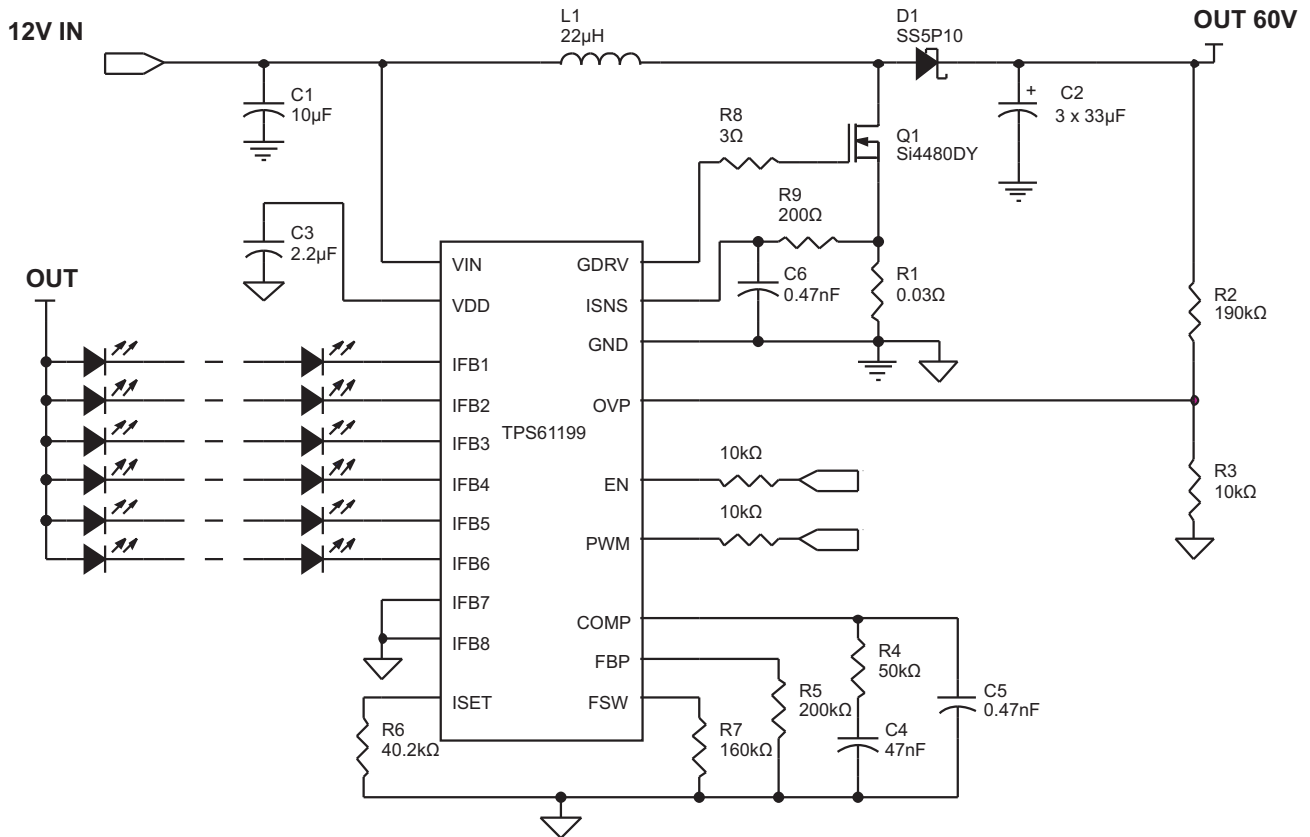 12V IN
L1
22µH
D1
SS5P10
OUT 60V
C1
10µF
R8
3Ω
Q1
Si4480DY
+
C2
3 x 33µF
R9
200Ω
C3
2.2µF
C6
0.47nF
R1
0.03Ω
R2
190kΩ
OUT
VIN
VDD
IFB1
IFB2
IFB3
IFB4
IFB5
IFB6
IFB7
IFB8
ISET
TPS61199
GDRV
ISNS
GND
OVP
EN
PWM
COMP
FBP
FSW
10kΩ
10kΩ
R3
10kΩ
R4
50kΩ
C5
0.47nF
R5
200kΩ
C4
47nF
R6
40.2kΩ
R7
160kΩ